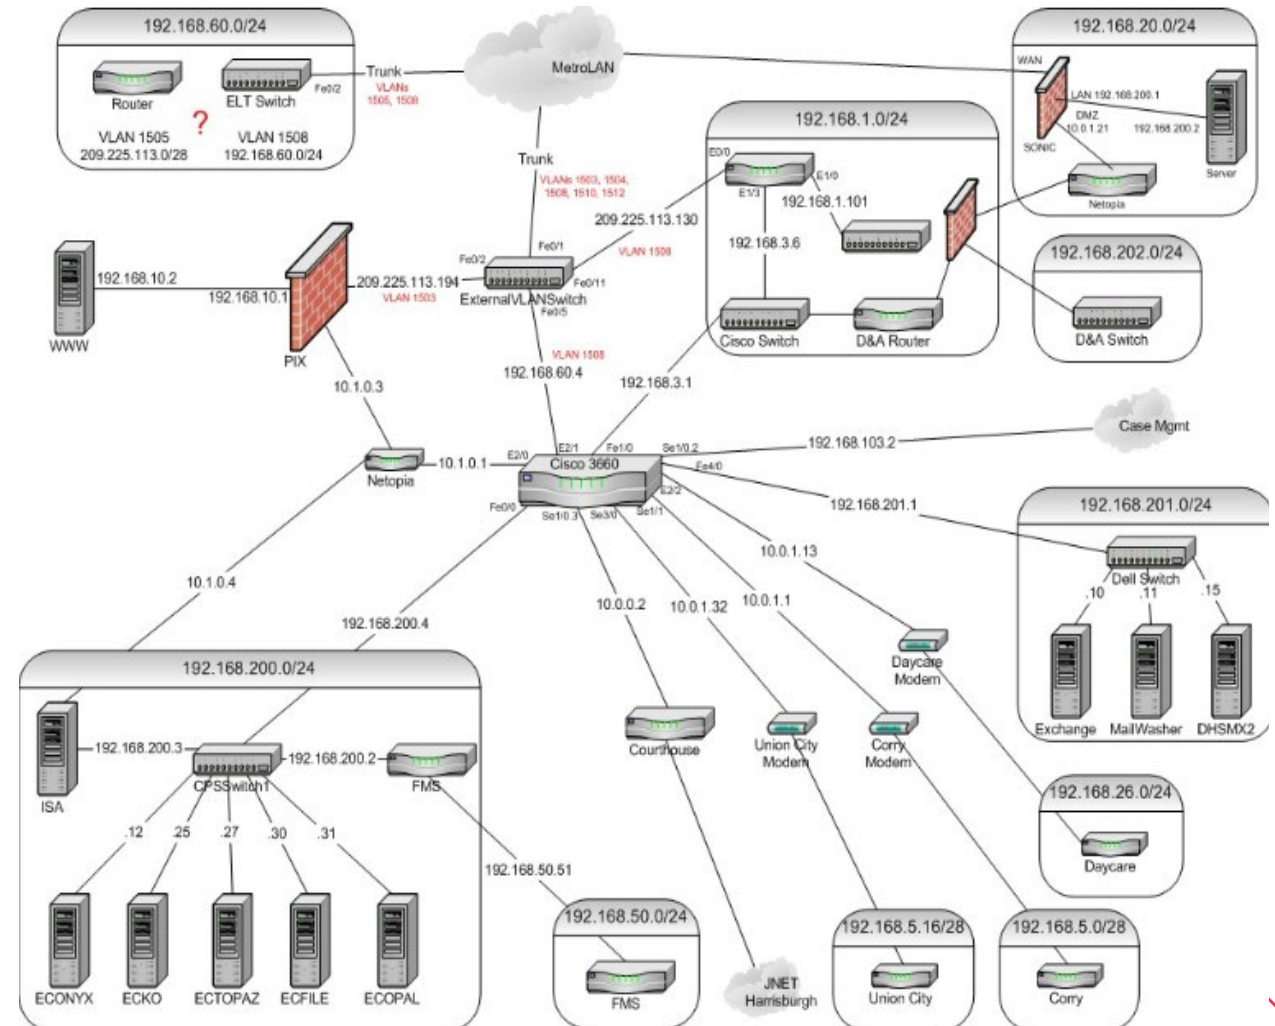 192.168.60.0/24
Router
ELT Switch
Fe0/2
?
VLAN 1505
209.225.113.0/28
VLAN 1508
192.168.60.0/24
Trunk
VLANs
1505, 1508
MetroLAN
192.168.20.0/24
WAN
LAN 192.168.200.1
DMZ
10.0.1.21
192.168.200.2
SONIC
Server
Netopia
Trunk
VLANs 1503, 1504,
1508, 1510, 1512
192.168.1.0/24
E0/0
E1/0
E1/3
192.168.1.101
209.225.113.130
VLAN 1508
192.168.3.6
Cisco Switch
D&A Router
192.168.202.0/24
D&A Switch
WWW
192.168.10.2
192.168.10.1
PIX
209.225.113.194
VLAN 1503
Fe0/1
Fe0/2
Fe0/11
ExternalVLANSwitch
Fe0/5
VLAN 1508
192.168.60.4
192.168.3.1
10.1.0.3
Netopia
10.1.0.1
E2/0
E2/1
Fe1/0
Se1/0.2
Cisco 3660
Fe4/0
E2/2
Fe0/0
Se1/0.3
Se3/0
Se1/1
192.168.103.2
Case Mgmt
192.168.201.1
192.168.201.0/24
Dell Switch
.10
.11
.15
Exchange
MailWasher
DHSMX2
10.1.0.4
192.168.200.4
10.0.0.2
10.0.1.32
10.0.1.1
10.0.1.13
Daycare
Modem
Courthouse
Union City
Modem
Corry
Modem
192.168.200.0/24
192.168.200.3
192.168.200.2
ISA
CPSSwitch1
FMS
.12
.25
.27
.30
.31
ECONYX
ECKO
ECTOPAZ
ECFILE
ECOPAL
192.168.50.51
192.168.50.0/24
FMS
JNET
Harrisburgh
192.168.26.0/24
Daycare
192.168.5.16/28
Union City
192.168.5.0/28
Corry